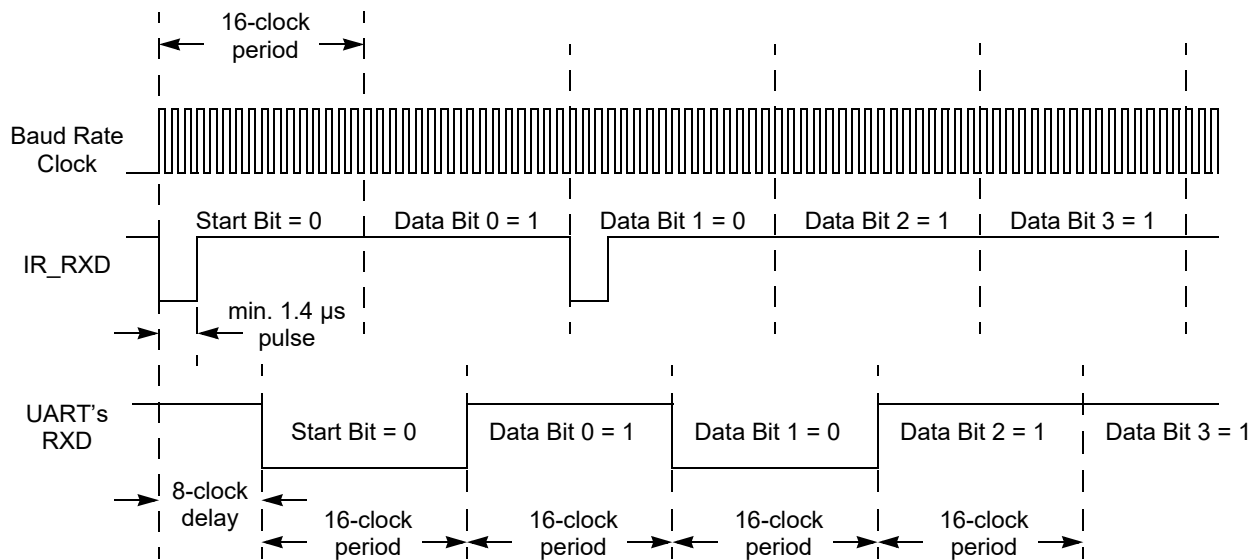 16-clock
period
Baud Rate
Clock
Start Bit = 0
Data Bit 0 = 1
Data Bit 1 = 0
Data Bit 2 = 1
Data Bit 3 = 1
IR_RXD
min. 1.4 μs
pulse
UART's
RXD
Start Bit = 0
Data Bit 0 = 1
Data Bit 1 = 0
Data Bit 2 = 1
Data Bit 3 = 1
8-clock
delay
16-clock
period
16-clock
period
16-clock
period
16-clock
period